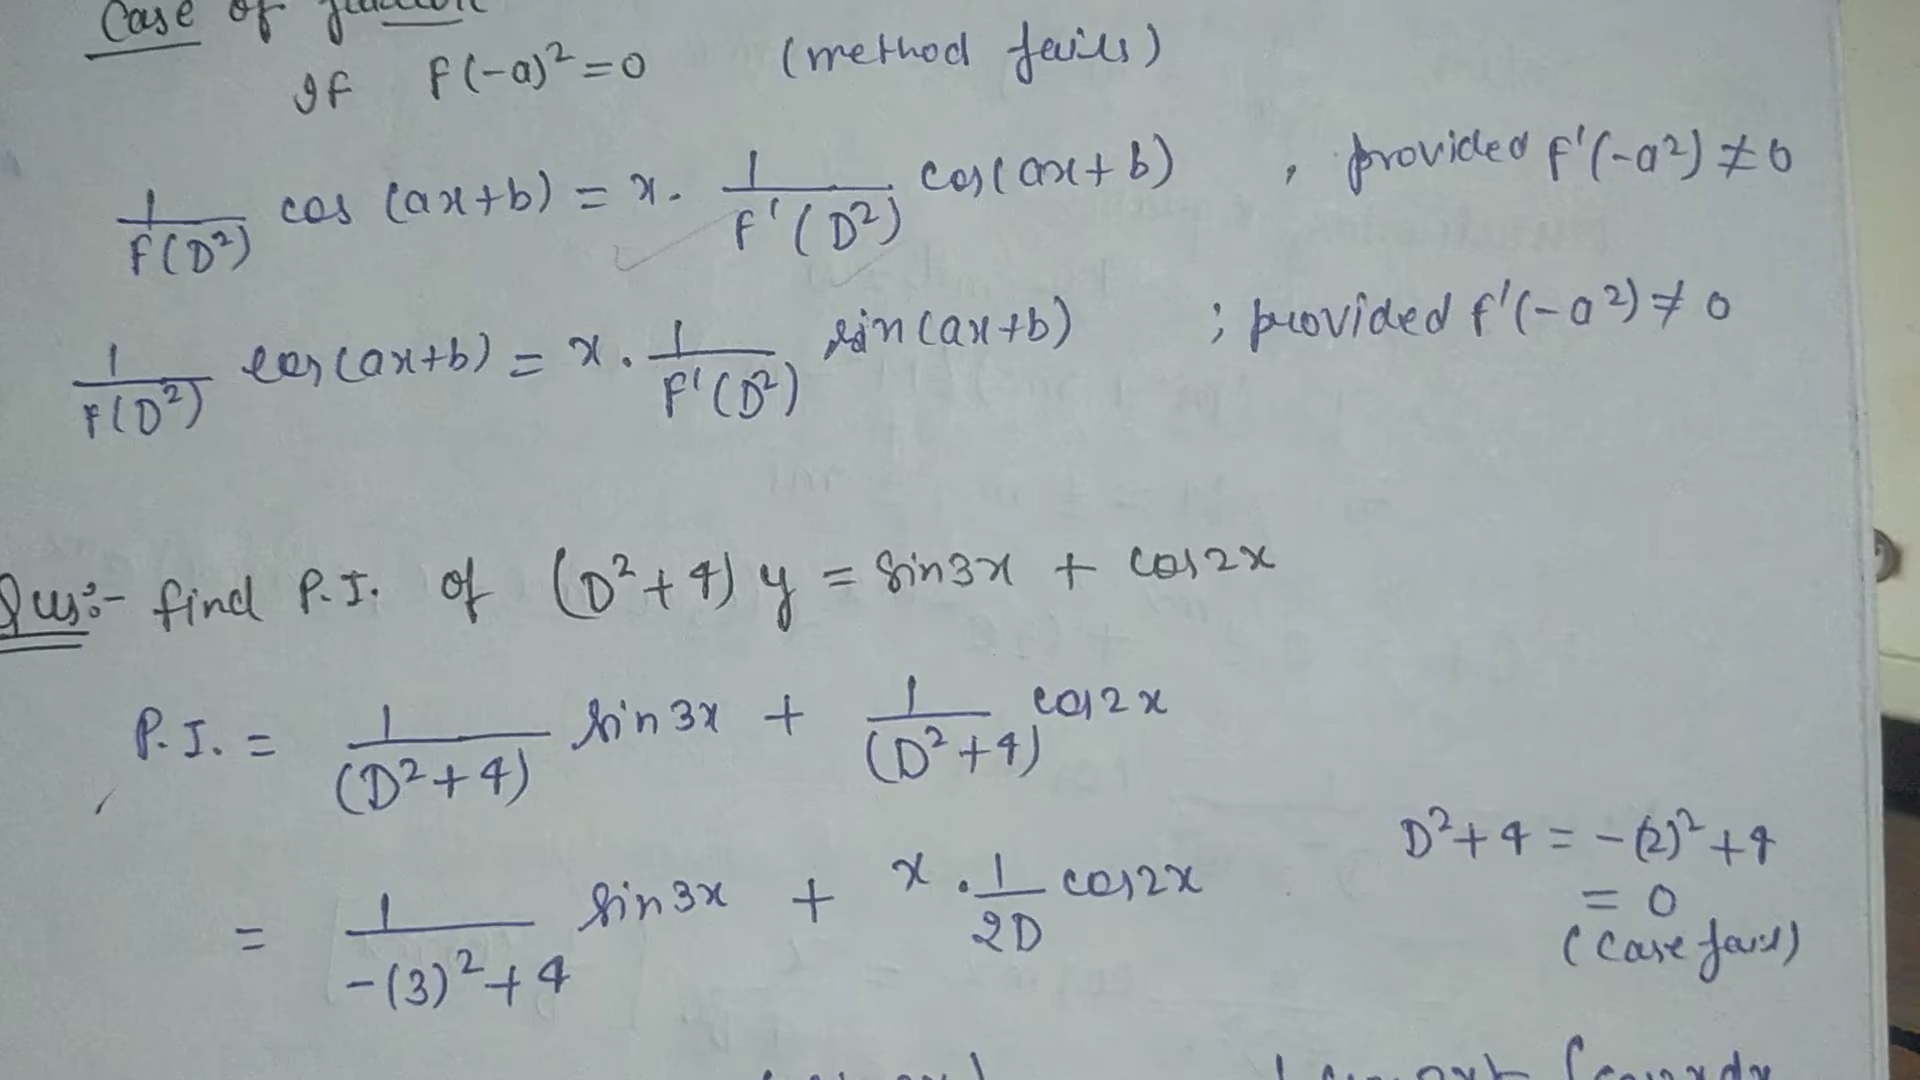 Case of
If F(-a)²=0 (method fails)
1/F(D²) cos (ax+b) = x. 1/F'(D²) cos(ax+b) , provided F'(-a²)≠0
1/F(D²) cos(ax+b) = x. 1/F'(D²) sin(ax+b) ; provided F'(-a²)≠0
Ques:- find P.I. of (D²+4) y = sin3x + cos2x
P.I. = 1/(D²+4) sin3x + 1/(D²+4) cos2x
D²+4 = -(2)²+4
= 1/-(3)²+4 sin3x + x. 1/2D cos2x
= 0
(Case fails)